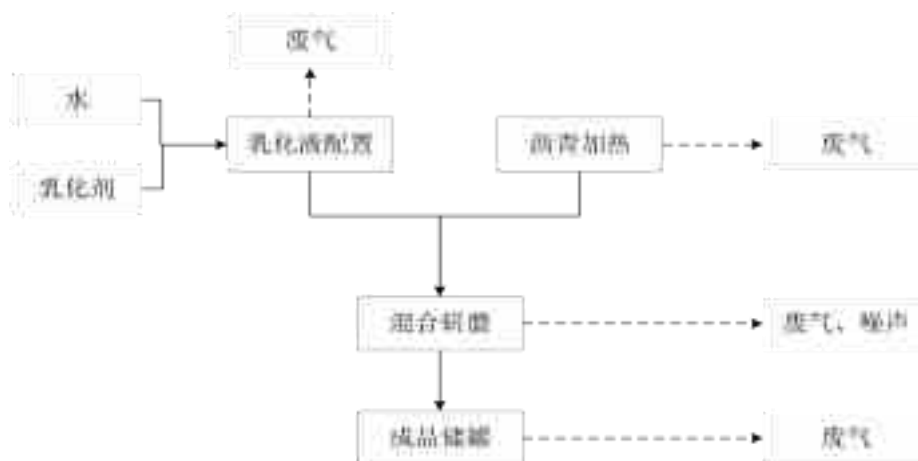 废气
水
乳化液配置
沥青加热
废气
乳化剂
混合研磨
废气、噪声
成品储罐
废气